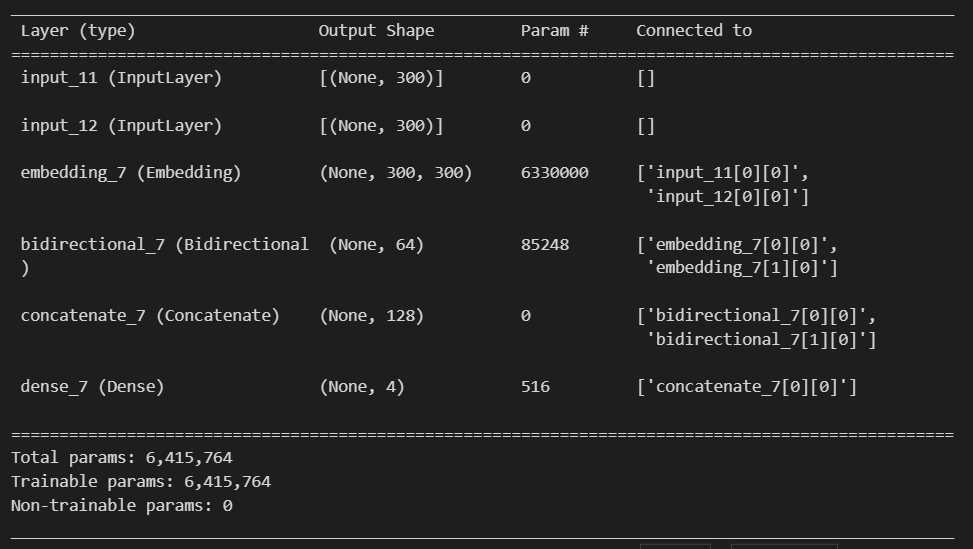 Layer (type) Output Shape Param # Connected to
==================================================================================================
input_11 (InputLayer) [(None, 300)] 0 []
input_12 (InputLayer) [(None, 300)] 0 []
embedding_7 (Embedding) (None, 300, 300) 6330000 ['input_11[0][0]',
'input_12[0][0]']
bidirectional_7 (Bidirectional (None, 64) 85248 ['embedding_7[0][0]',
) 'embedding_7[1][0]']
concatenate_7 (Concatenate) (None, 128) 0 ['bidirectional_7[0][0]',
'bidirectional_7[1][0]']
dense_7 (Dense) (None, 4) 516 ['concatenate_7[0][0]']
==================================================================================================
Total params: 6,415,764
Trainable params: 6,415,764
Non-trainable params: 0